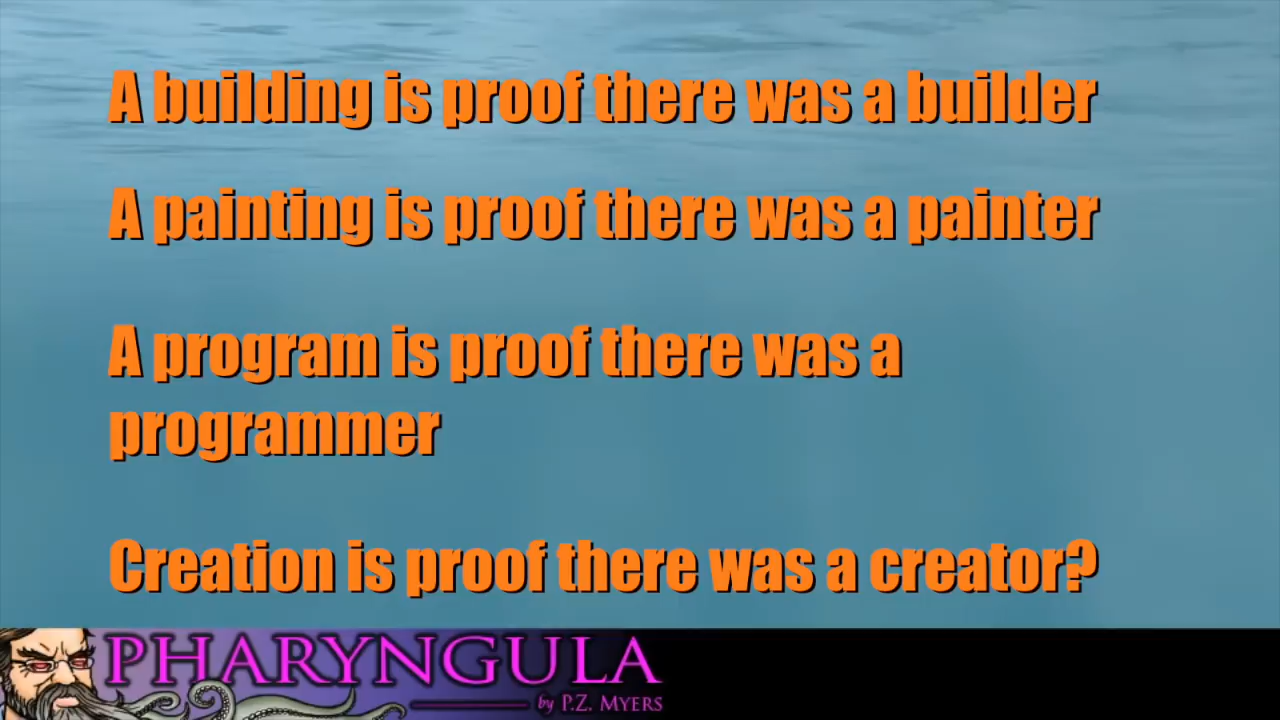 A building is proof there was a builder
A painting is proof there was a painter
A program is proof there was a
programmer
Creation is proof there was a creator?
PHARYNGULA
by P.Z. MYERS